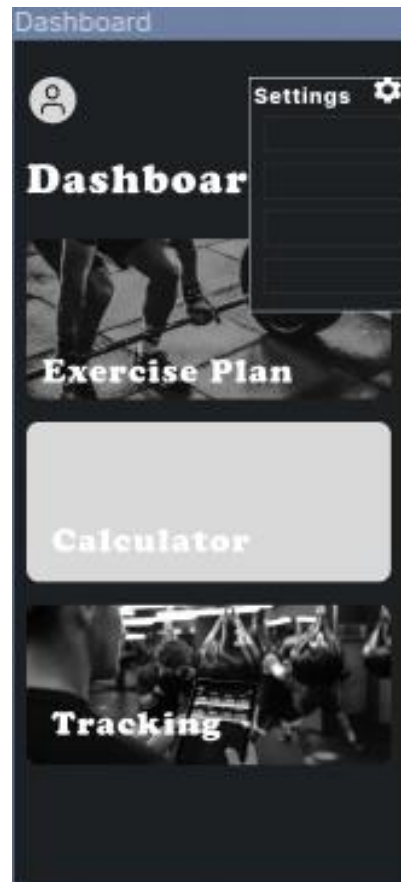 Dashboard
Settings
Dashboar
Exercise Plan
Calculator
Tracking